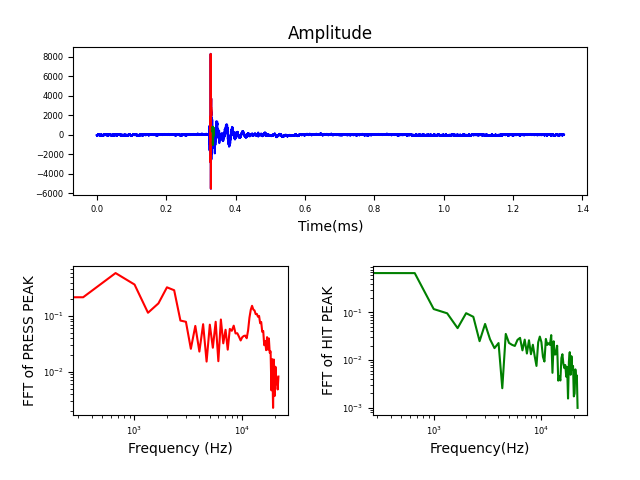 Amplitude
8000
6000
4000
2000
0
−2000
−4000
−6000
0.0 0.2 0.4 0.6 0.8 1.0 1.2 1.4
Time(ms)
FFT of PRESS PEAK
10⁻¹
10⁻²
10³ 10⁴
Frequency (Hz)
FFT of HIT PEAK
10⁻¹
10⁻²
10⁻³
10³ 10⁴
Frequency(Hz)